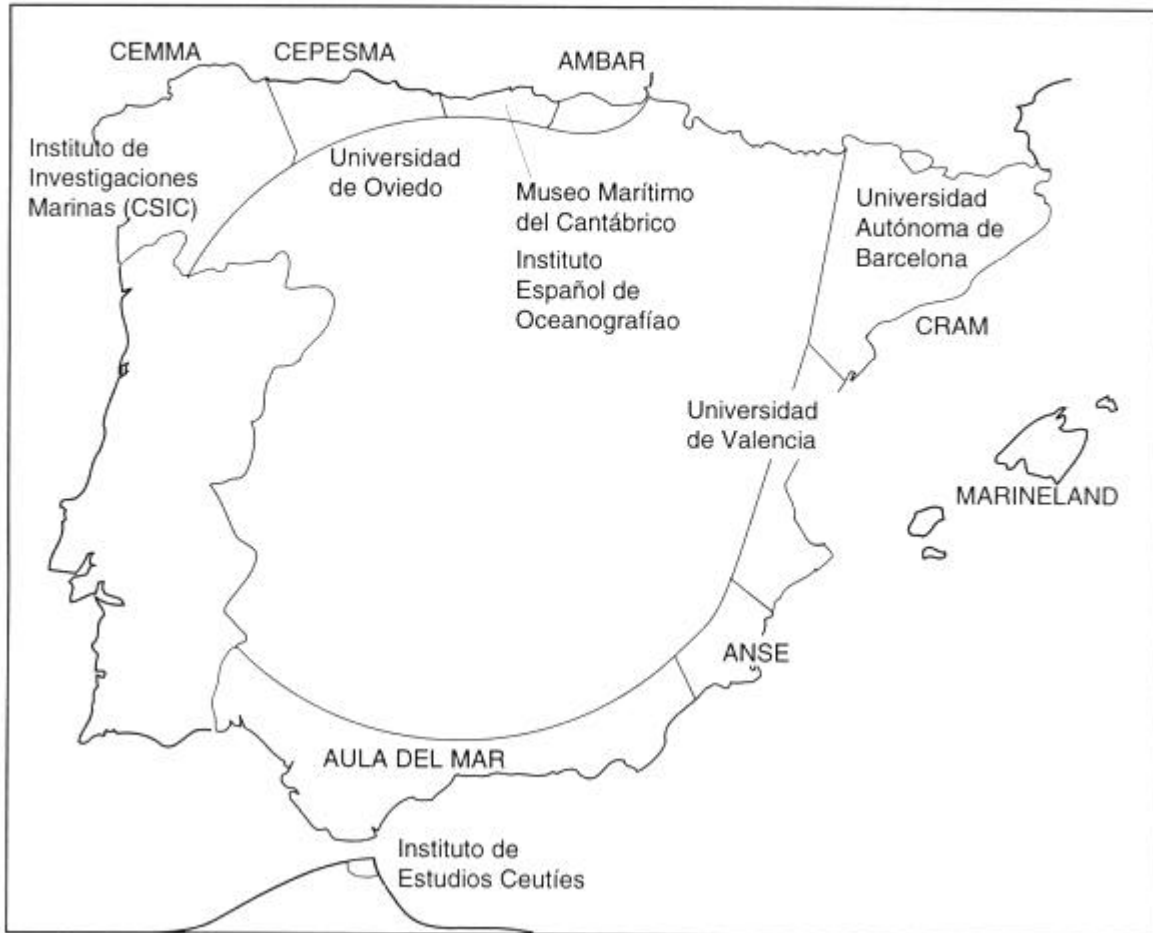 CEMMA
CEPESMA
AMBAR
Instituto de
Investigaciones
Marinas (CSIC)
Universidad
de Oviedo
Museo Marítimo
del Cantábrico
Instituto
Español de
Oceanografíao
Universidad
Autónoma de
Barcelona
CRAM
Universidad
de Valencia
MARINELAND
ANSE
AULA DEL MAR
Instituto de
Estudios Ceutíes